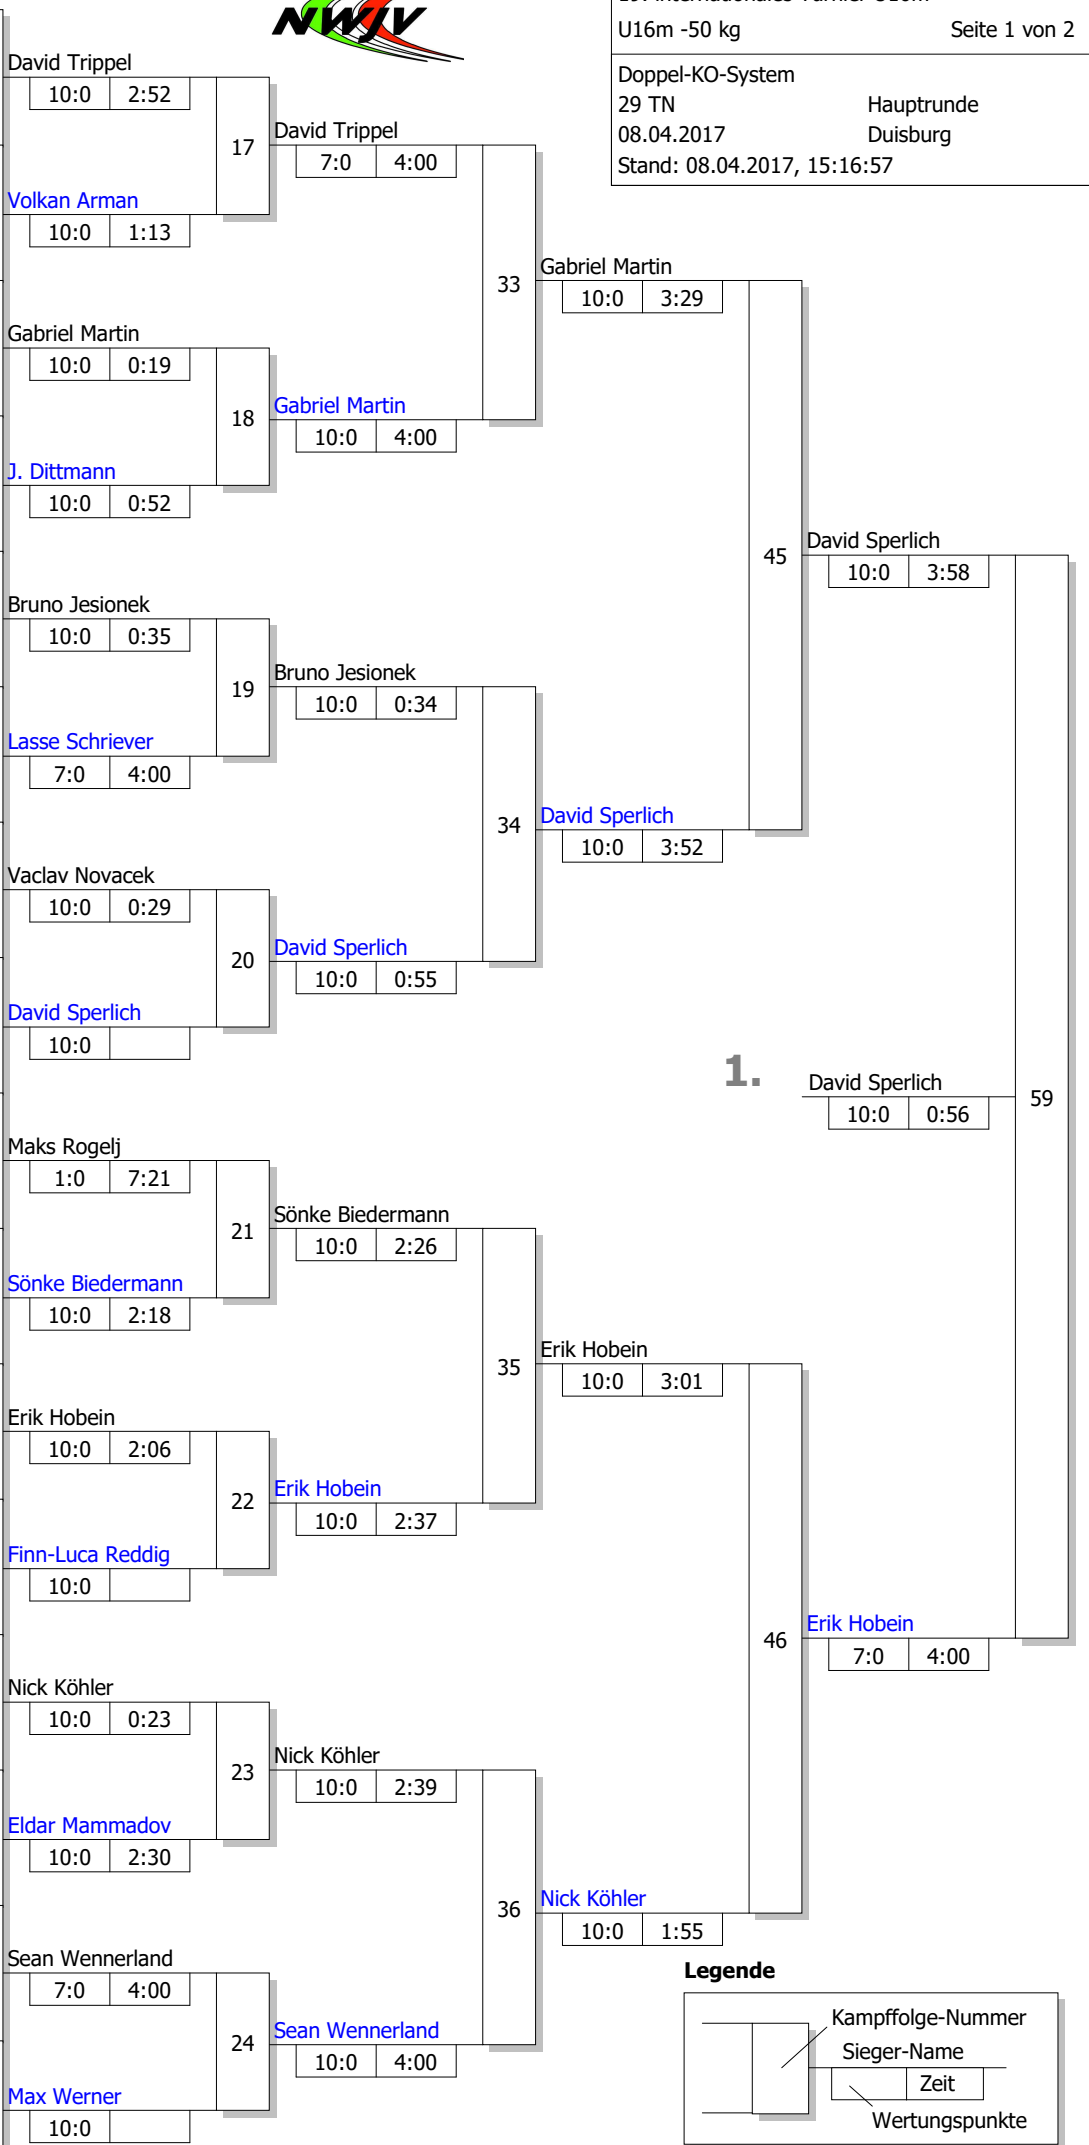 NWJV
U16m -50 kg Seite 1 von 2
Doppel-KO-System
29 TN Hauptrunde
08.04.2017 Duisburg
Stand: 08.04.2017, 15:16:57
David Trippel
10:0 2:52
17
David Trippel
7:0 4:00
Volkan Arman
10:0 1:13
33
Gabriel Martin
10:0 3:29
Gabriel Martin
10:0 0:19
18
Gabriel Martin
10:0 4:00
J. Dittmann
10:0 0:52
45
David Sperlich
10:0 3:58
Bruno Jesionek
10:0 0:35
19
Bruno Jesionek
10:0 0:34
Lasse Schriever
7:0 4:00
34
David Sperlich
10:0 3:52
Vaclav Novacek
10:0 0:29
20
David Sperlich
10:0 0:55
David Sperlich
10:0
1.
David Sperlich
10:0 0:56
59
Maks Rogelj
1:0 7:21
21
Sönke Biedermann
10:0 2:26
Sönke Biedermann
10:0 2:18
35
Erik Hobein
10:0 3:01
Erik Hobein
10:0 2:06
22
Erik Hobein
10:0 2:37
Finn-Luca Reddig
10:0
46
Erik Hobein
7:0 4:00
Nick Köhler
10:0 0:23
23
Nick Köhler
10:0 2:39
Eldar Mammadov
10:0 2:30
36
Nick Köhler
10:0 1:55
Sean Wennerland
7:0 4:00
24
Sean Wennerland
10:0 4:00
Max Werner
10:0
Legende
Kampffolge-Nummer
Sieger-Name
Zeit
Wertungspunkte